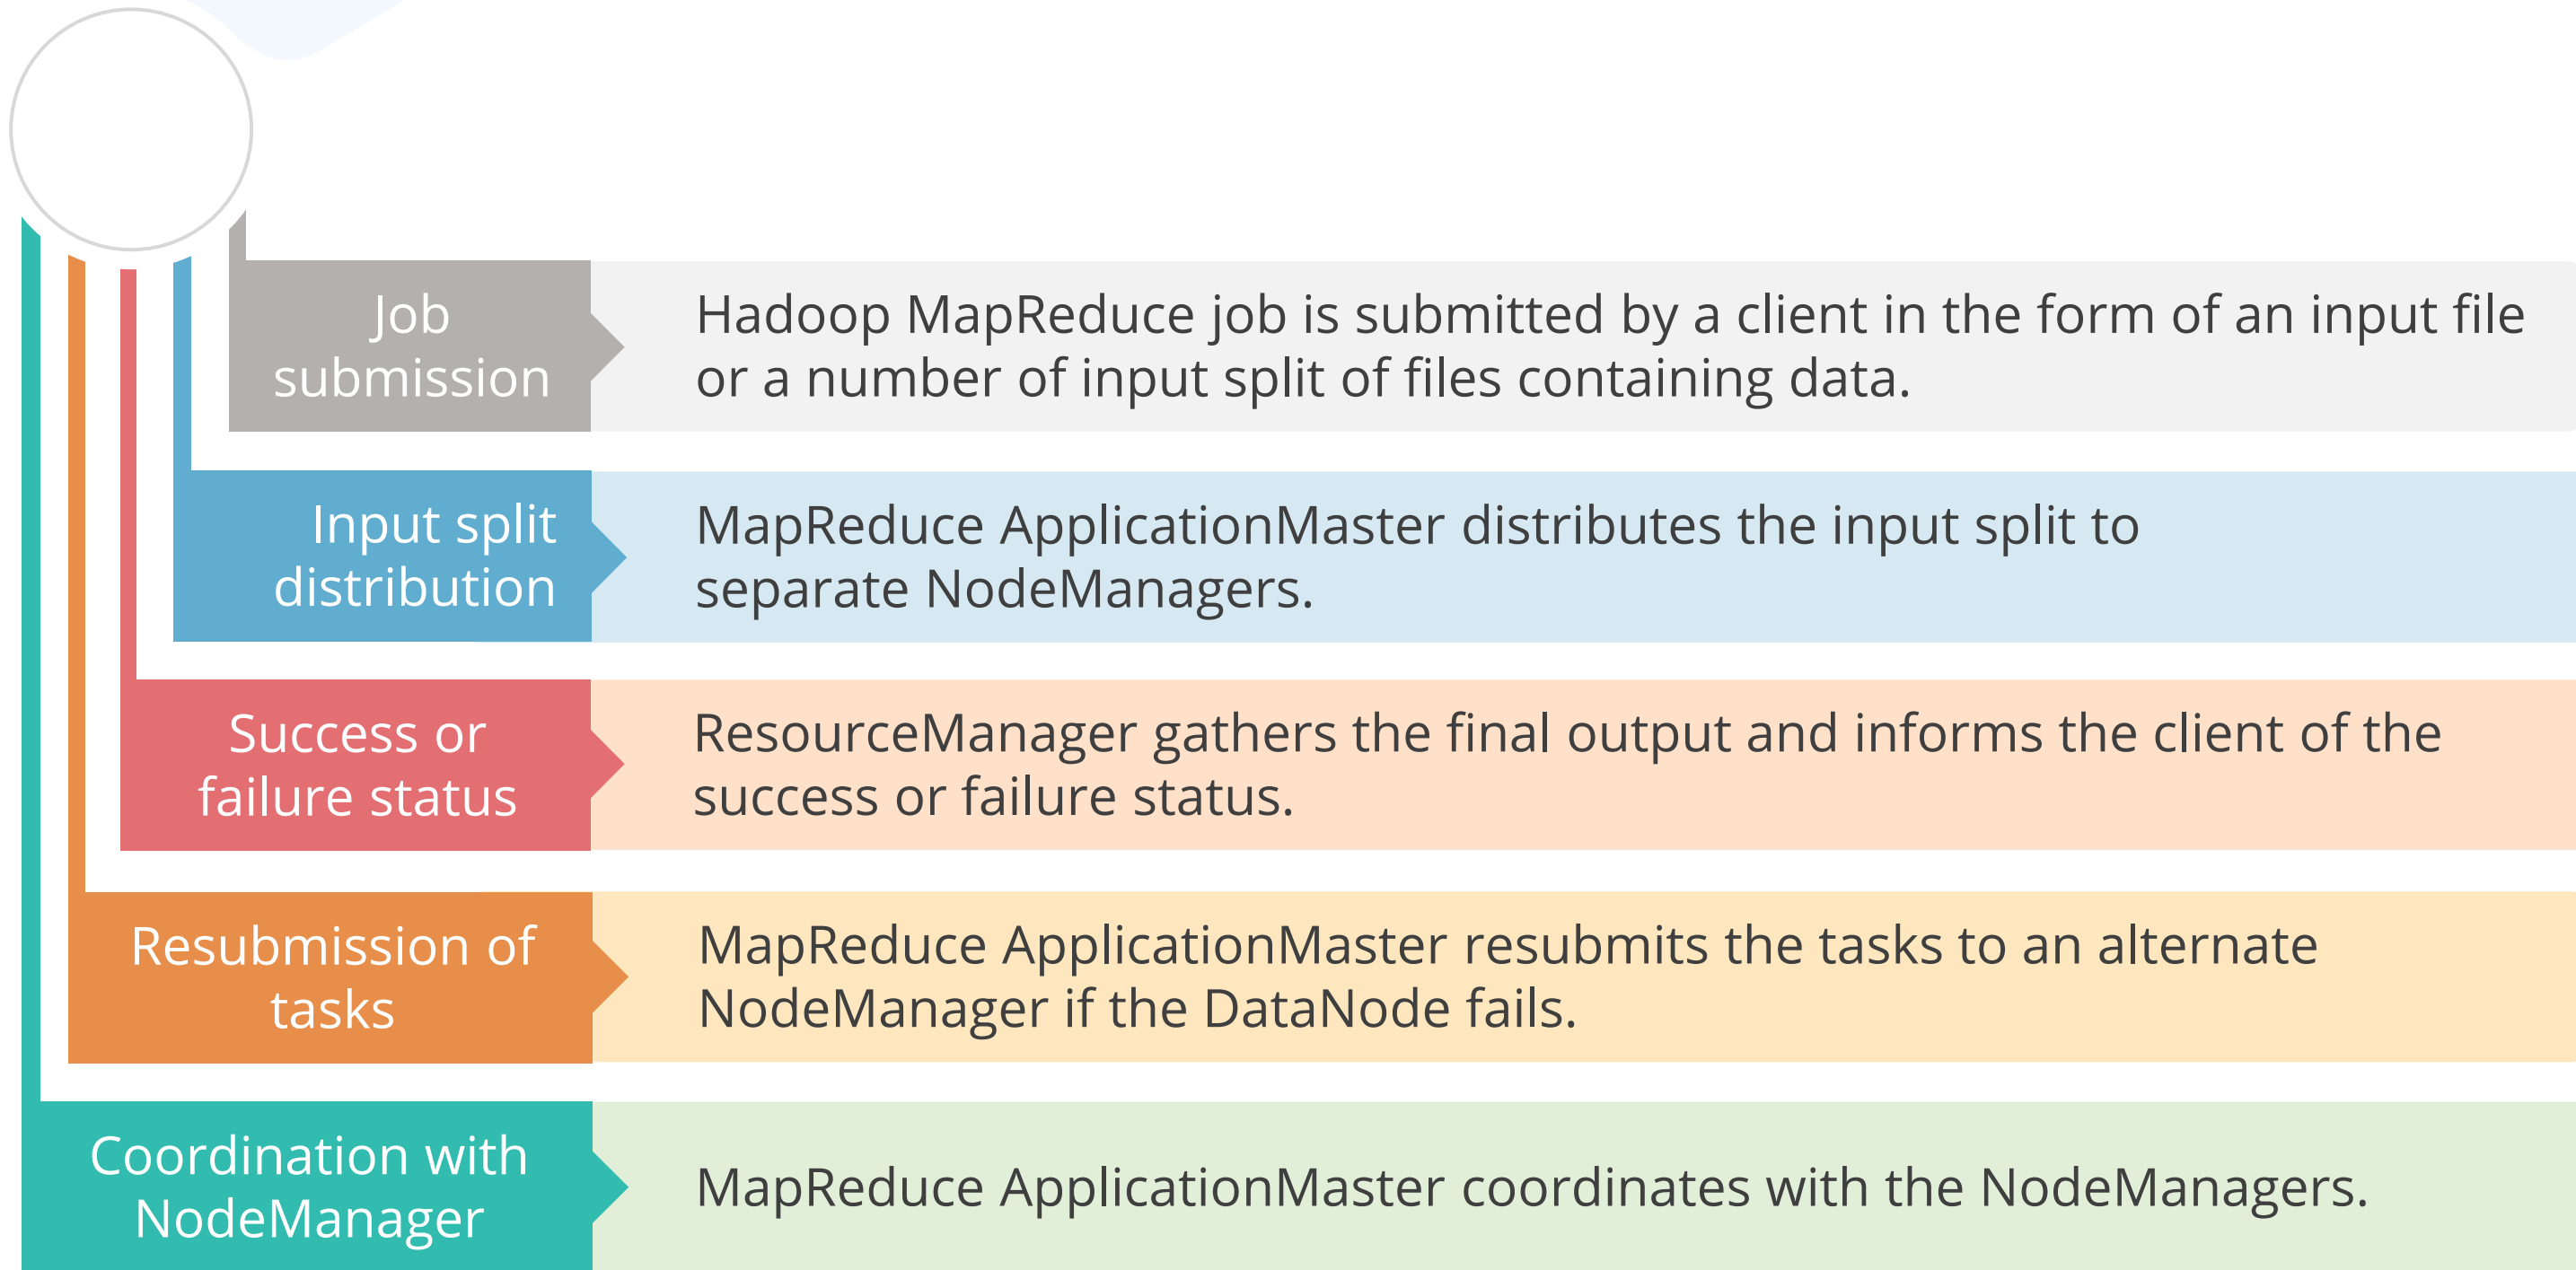 Job
submission
Hadoop MapReduce job is submitted by a client in the form of an input file
or a number of input split of files containing data.
Input split
distribution
MapReduce ApplicationMaster distributes the input split to
separate NodeManagers.
Success or
failure status
ResourceManager gathers the final output and informs the client of the
success or failure status.
Resubmission of
tasks
MapReduce ApplicationMaster resubmits the tasks to an alternate
NodeManager if the DataNode fails.
Coordination with
NodeManager
MapReduce ApplicationMaster coordinates with the NodeManagers.